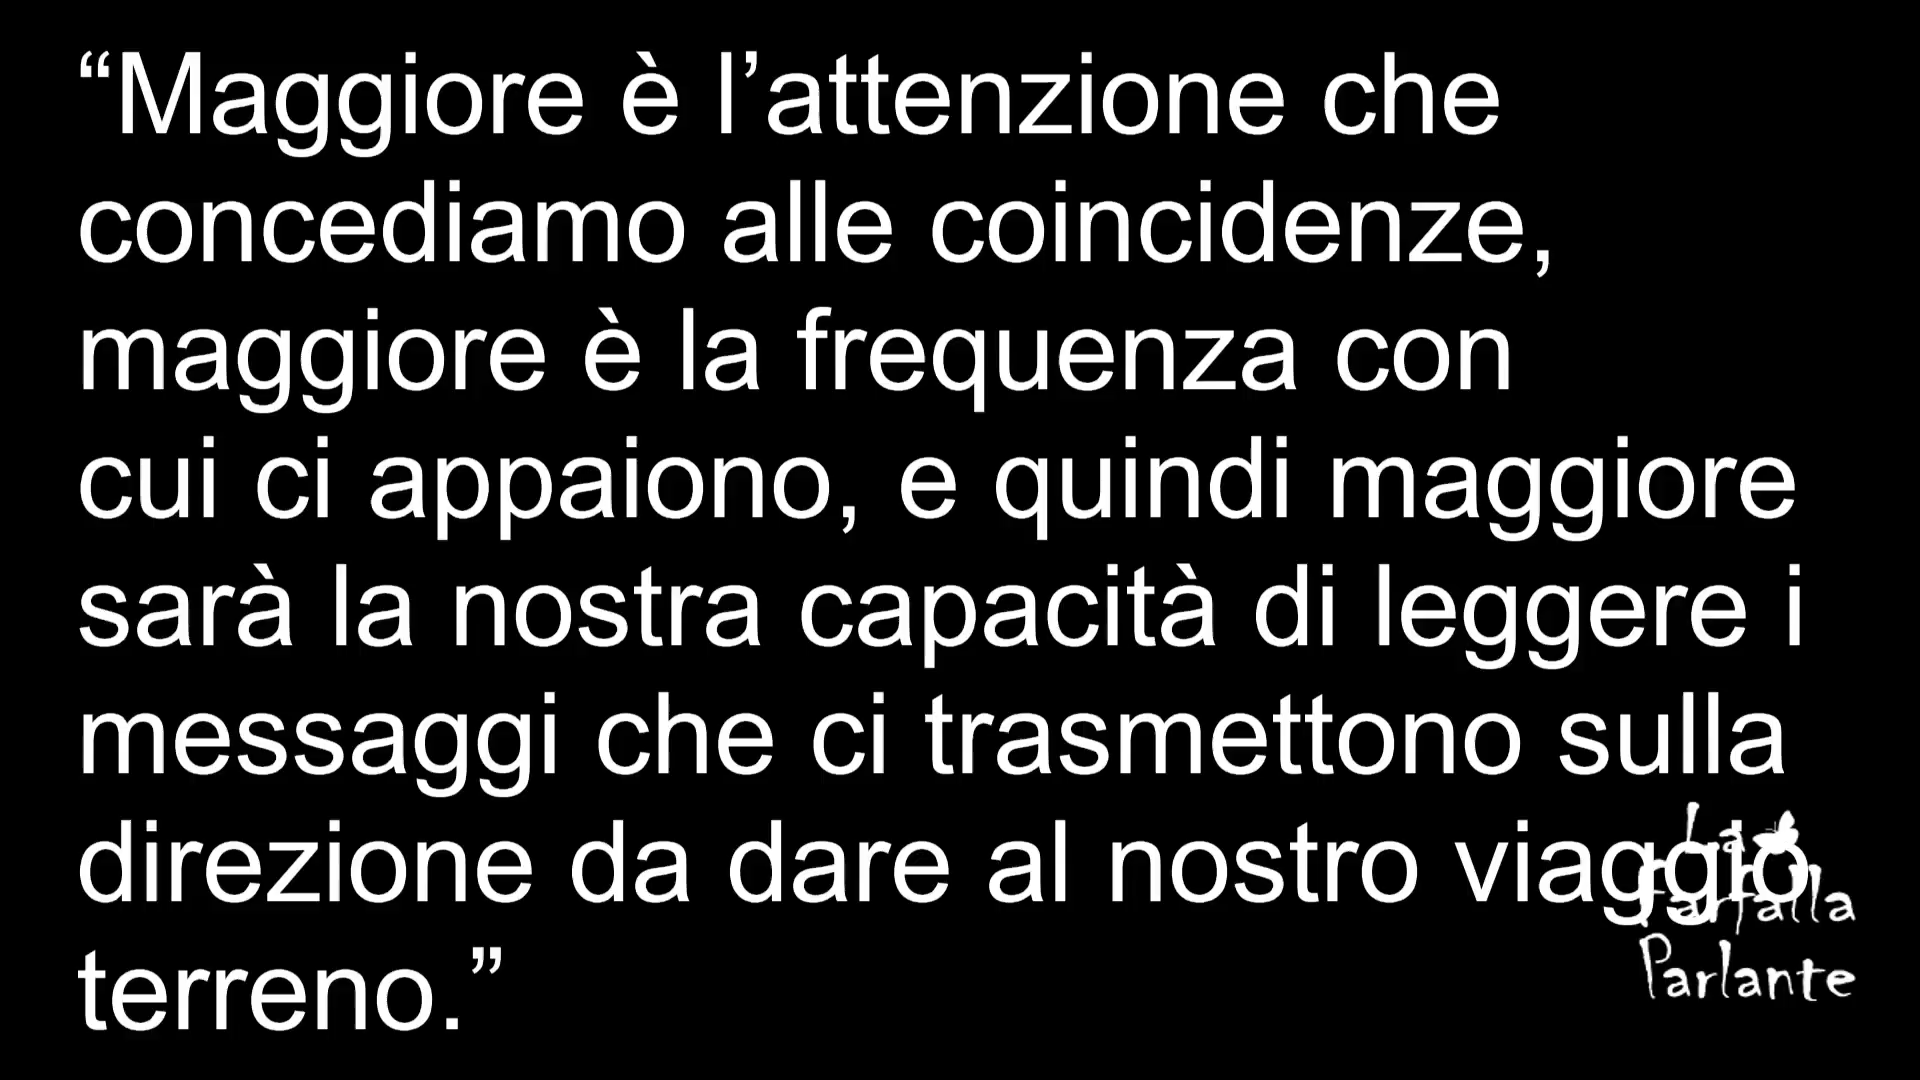 “Maggiore è l’attenzione che
concediamo alle coincidenze,
maggiore è la frequenza con
cui ci appaiono, e quindi maggiore
sarà la nostra capacità di leggere i
messaggi che ci trasmettono sulla
direzione da dare al nostro viaggio
terreno.”
La
Farfalla
Parlante